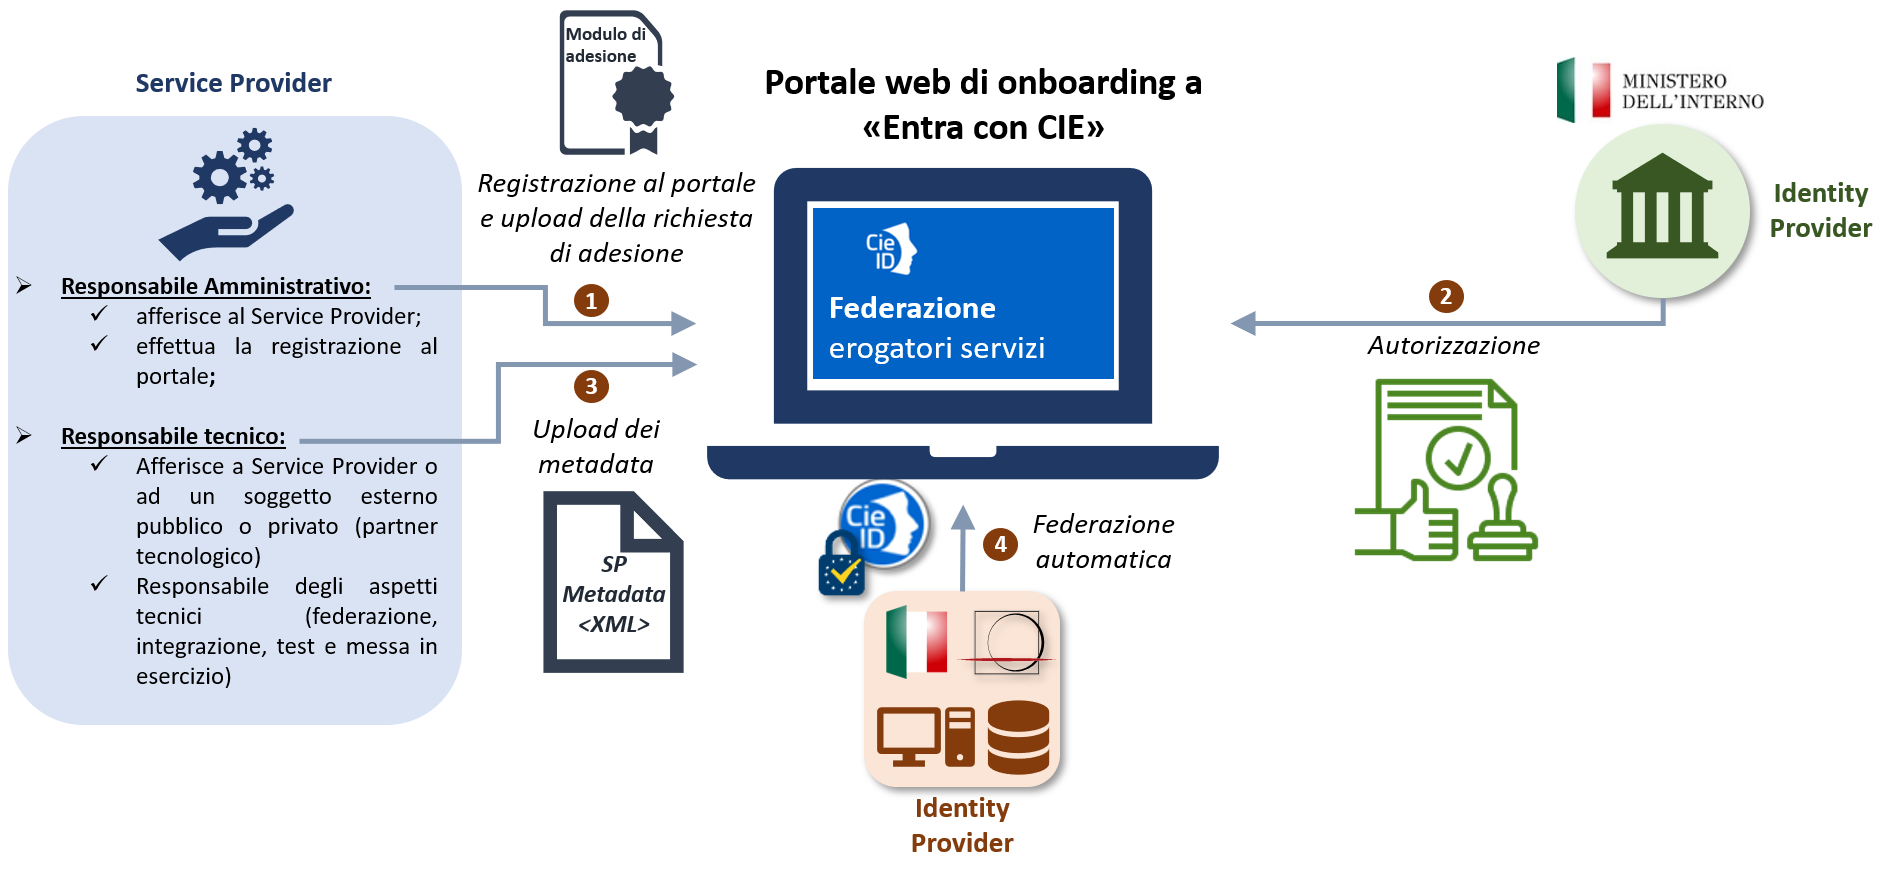 Service Provider
Responsabile Amministrativo:
afferisce al Service Provider;
effettua la registrazione al
portale;
Responsabile tecnico:
Afferisce a Service Provider o
ad un soggetto esterno
pubblico o privato (partner
tecnologico)
Responsabile degli aspetti
tecnici (federazione,
integrazione, test e messa in
esercizio)
Modulo di
adesione
Registrazione al portale
e upload della richiesta
di adesione
1
3
Upload dei
metadata
SP
Metadata
<XML>
Portale web di onboarding a
«Entra con CIE»
Cie
ID
Federazione
erogatori servizi
Cie
ID
4
Federazione
automatica
Identity
Provider
MINISTERO
DELL'INTERNO
Identity
Provider
2
Autorizzazione